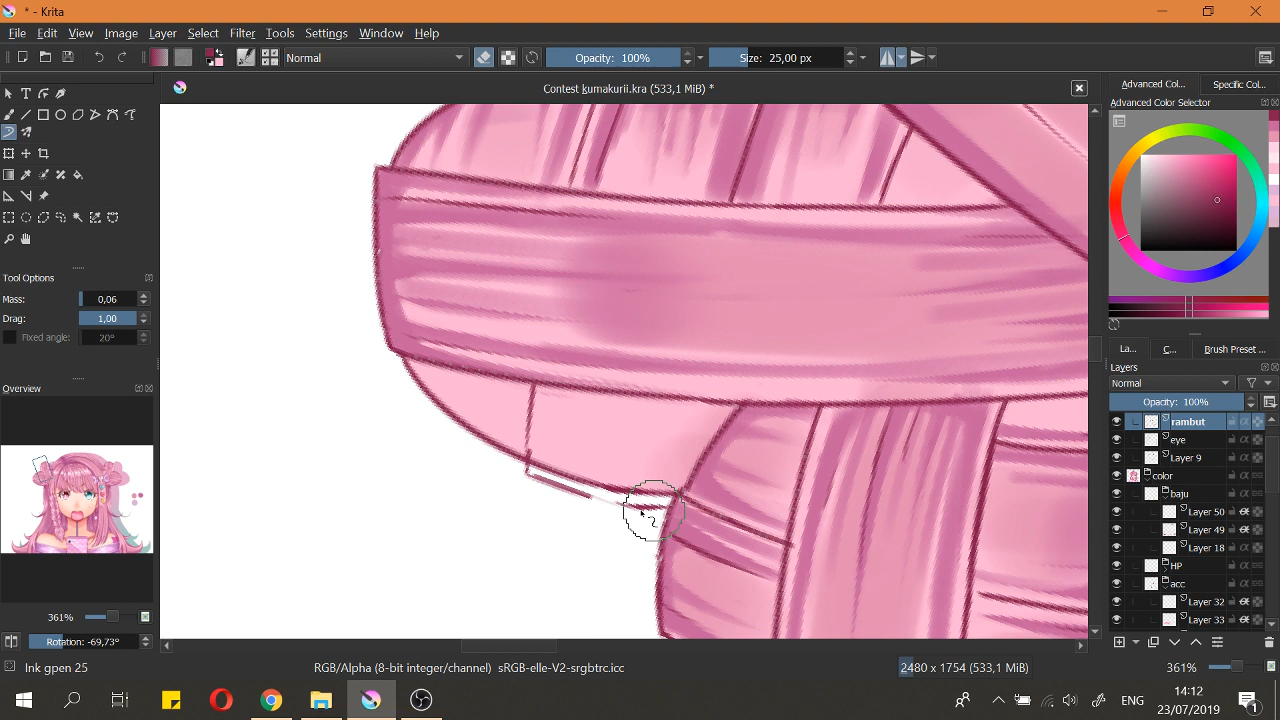 * - Krita
File Edit View Image Layer Select Filter Tools Settings Window Help
Normal Opacity: 100% Size: 25,00 px
Contest kumakurii.kra (533,1 MiB) *
Advanced Col... Specific Col...
Advanced Color Selector
Tool Options
Mass: 0,06
Drag: 1,00
Fixed angle: 20°
Overview
361%
Rotation: -69,73°
La... C... Brush Preset ...
Layers
Normal
Opacity: 100%
rambut
eye
Layer 9
color
baju
Layer 50
Layer 49
Layer 18
HP
acc
Layer 32
Layer 33
Ink gpen 25 RGB/Alpha (8-bit integer/channel) sRGB-elle-V2-srgbtrc.icc 2480 x 1754 (533,1 MiB) 361%
ENG 14:12
23/07/2019
1